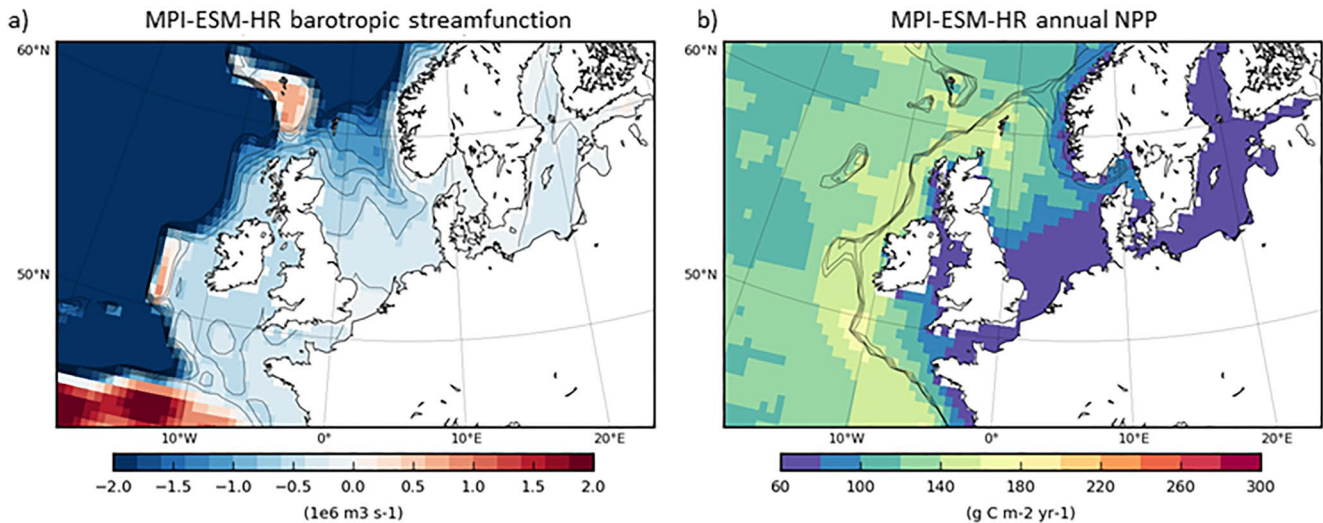 a)
MPI-ESM-HR barotropic streamfunction
60°N
50°N
10°W
0°
10°E
20°E
−2.0
−1.5
−1.0
−0.5
0.0
0.5
1.0
1.5
2.0
(1e6 m3 s-1)
b)
MPI-ESM-HR annual NPP
60°N
50°N
10°W
0°
10°E
20°E
60
100
140
180
220
260
300
(g C m-2 yr-1)